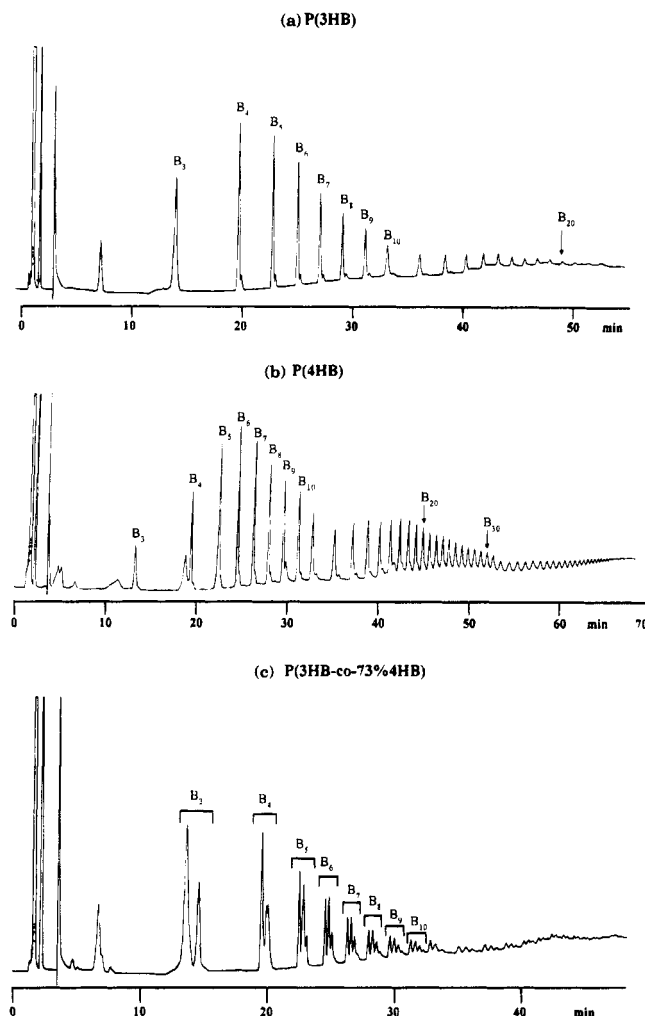 (a) P(3HB)
B₃ B₄ B₅ B₆ B₇ B₈ B₉ B₁₀ B₂₀
0 10 20 30 40 50 min
(b) P(4HB)
B₃ B₄ B₅ B₆ B₇ B₈ B₉ B₁₀ B₂₀ B₃₀
0 10 20 30 40 50 60 min 70
(c) P(3HB-co-73%4HB)
B₃ B₄ B₅ B₆ B₇ B₈ B₉ B₁₀
0 10 20 30 40 min